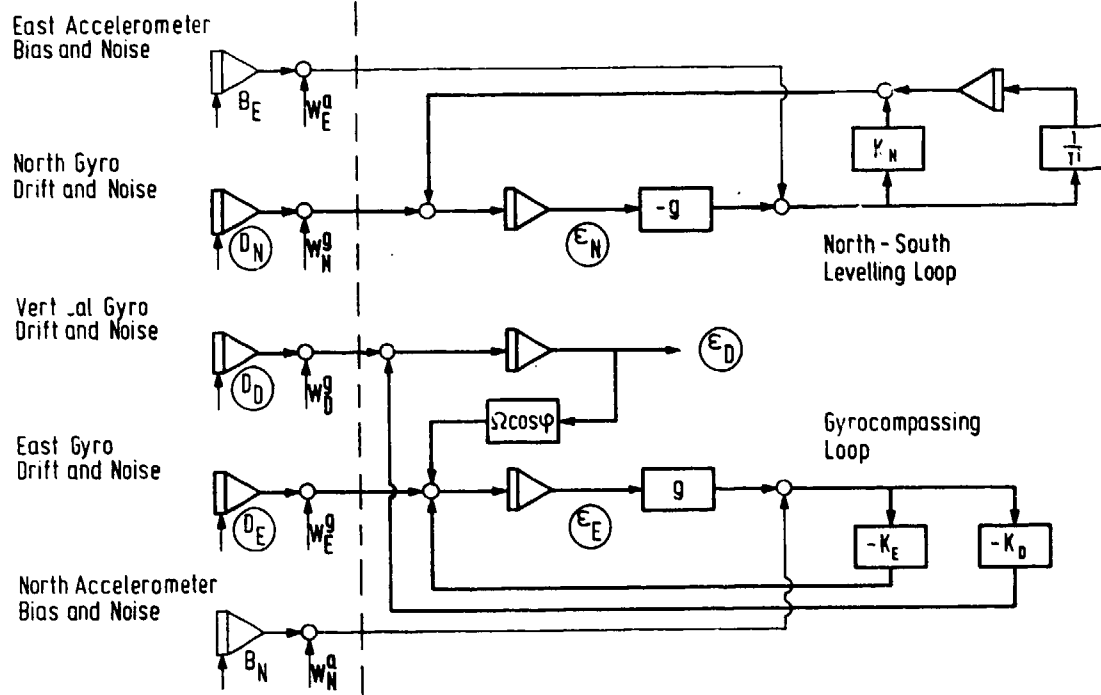 East Accelerometer
Bias and Noise
B_E
W_E^a
K_N
North Gyro
Drift and Noise
D_N
W_N^g
ε_N
-g
North-South
Levelling Loop
Drift and Noise
D_D
W_D^g
ε_D
Ωcosφ
Gyrocompassing
Loop
East Gyro
Drift and Noise
D_E
W_E^g
ε_E
g
-K_E
-K_D
North Accelerometer
Bias and Noise
B_N
W_N^a